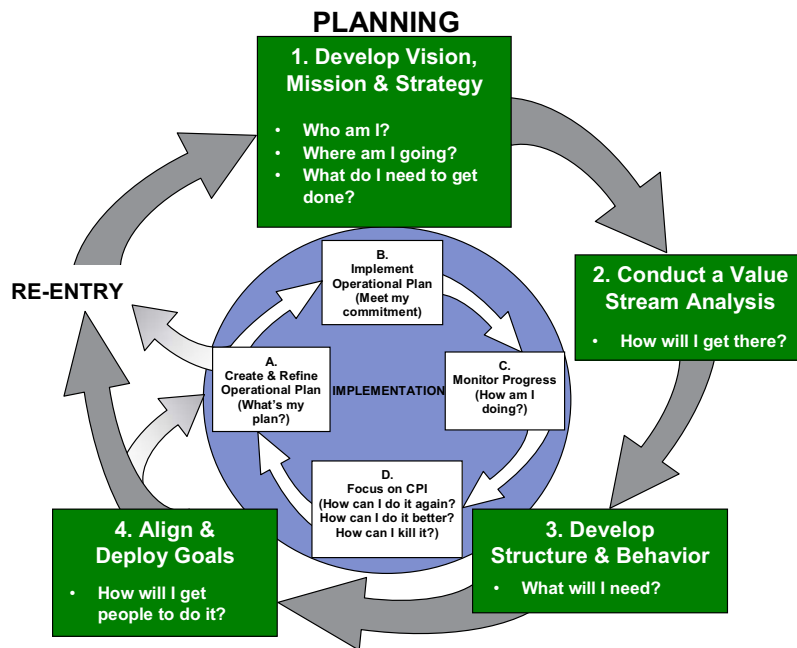 PLANNING
1. Develop Vision,
Mission & Strategy
• Who am I?
• Where am I going?
• What do I need to get
done?
2. Conduct a Value
Stream Analysis
• How will I get there?
3. Develop
Structure & Behavior
• What will I need?
4. Align &
Deploy Goals
• How will I get
people to do it?
RE-ENTRY
A.
Create & Refine
Operational Plan
(What's my
plan?)
B.
Implement
Operational Plan
(Meet my
commitment)
IMPLEMENTATION
C.
Monitor Progress
(How am I
doing?)
D.
Focus on CPI
(How can I do it again?
How can I do it better?
How can I kill it?)